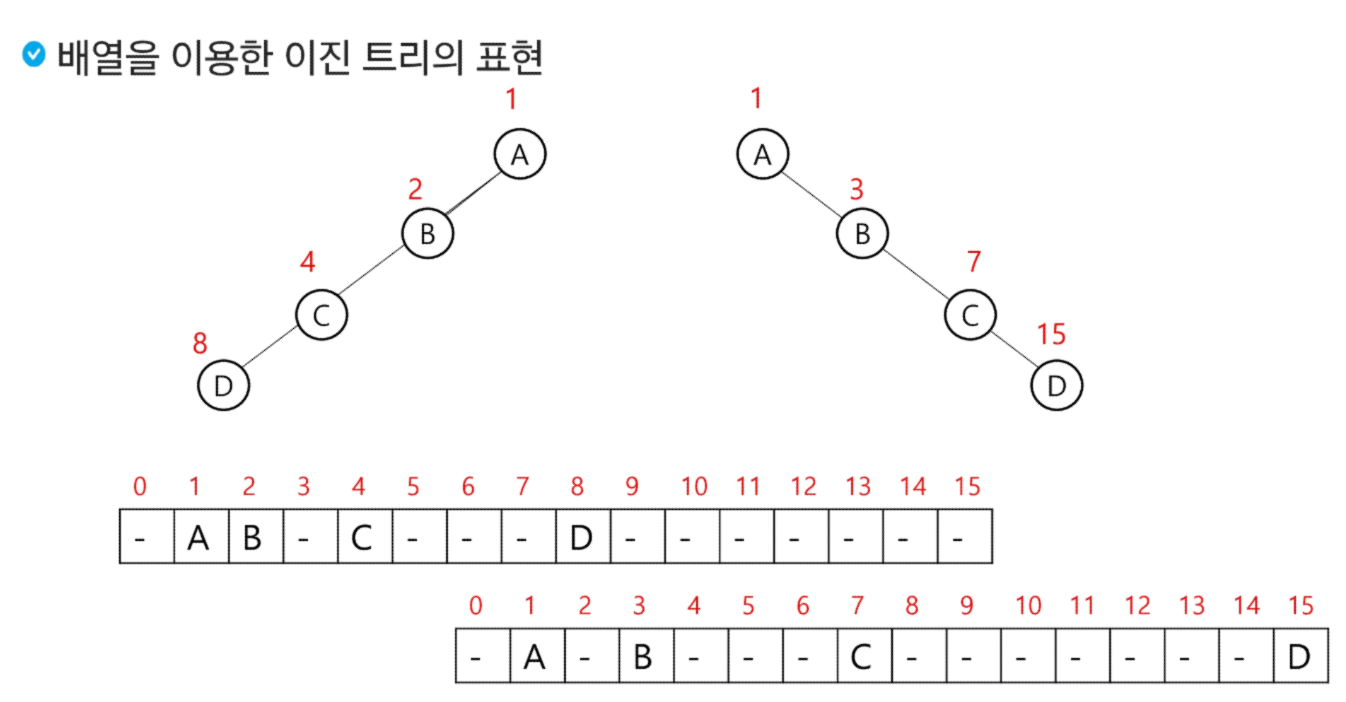 배열을 이용한 이진 트리의 표현
1 1
A A
2 3
B B
4 7
C C
8 15
D D
0 1 2 3 4 5 6 7 8 9 10 11 12 13 14 15
- A B - C - - - D - - - - - - -
0 1 2 3 4 5 6 7 8 9 10 11 12 13 14 15
- A - B - - - C - - - - - - - D